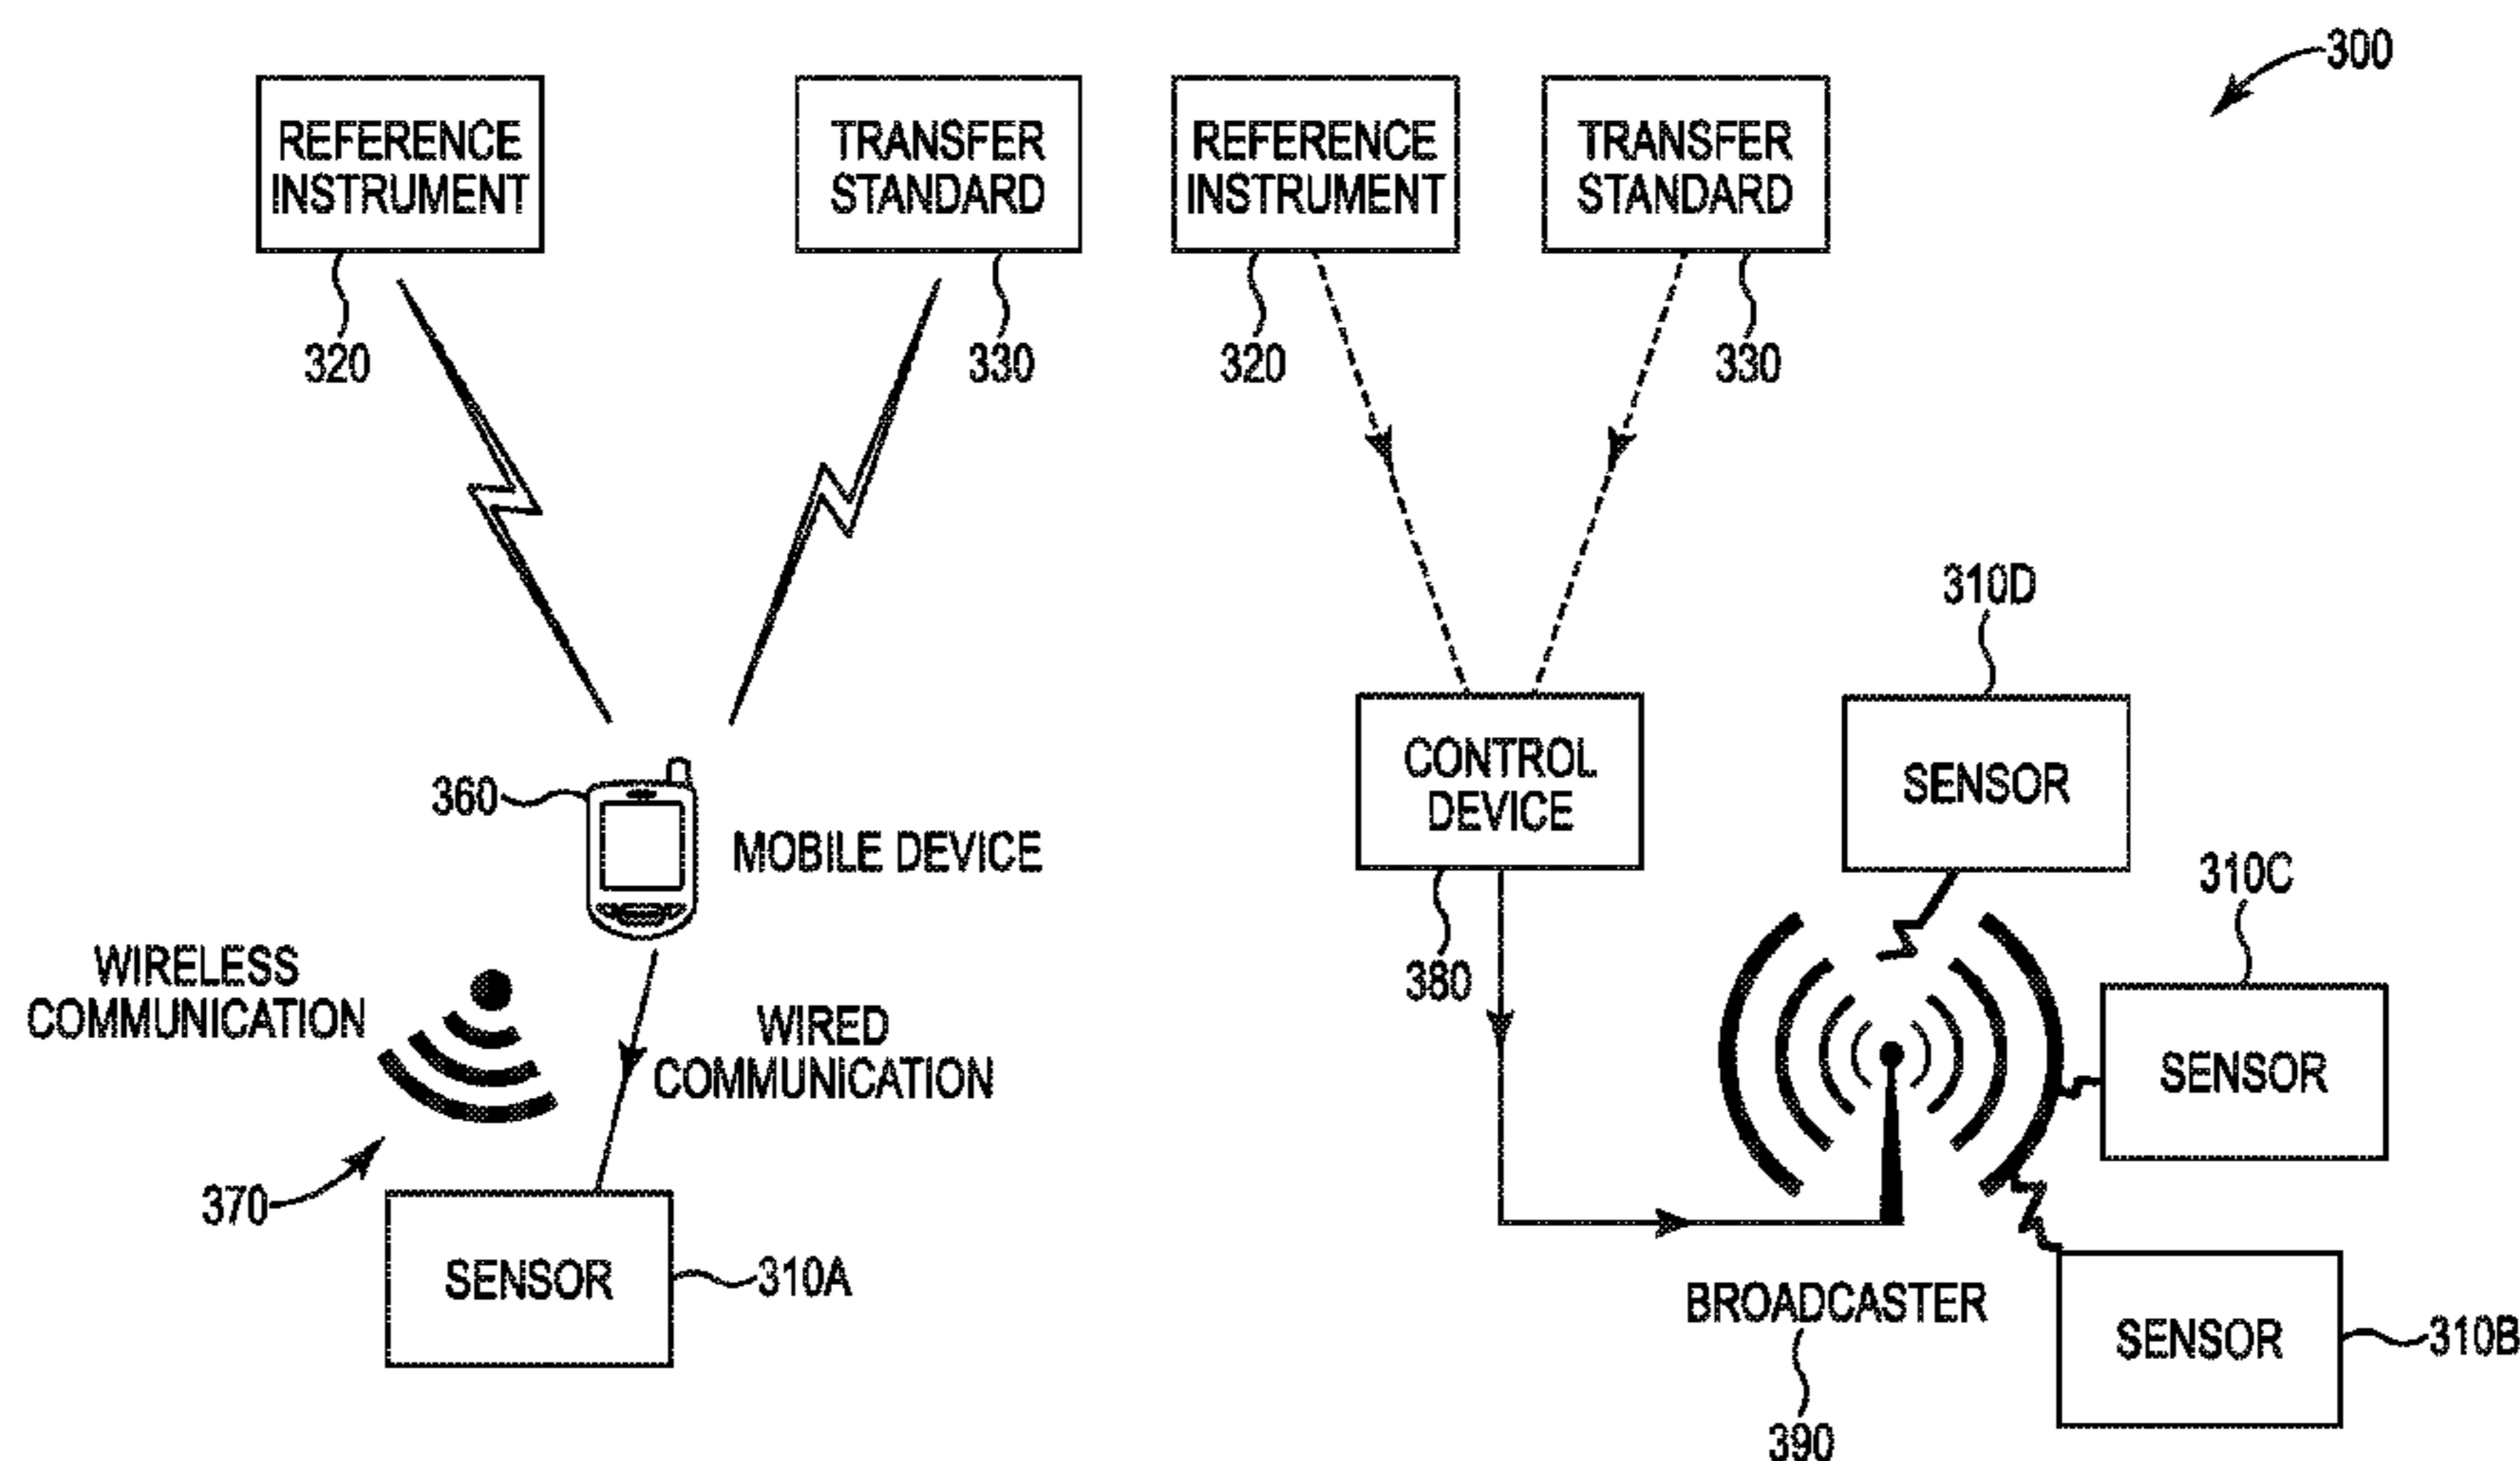 300
REFERENCE
INSTRUMENT
TRANSFER
STANDARD
REFERENCE
INSTRUMENT
TRANSFER
STANDARD
320
330
320
330
310D
360
MOBILE DEVICE
CONTROL
DEVICE
SENSOR
310C
WIRELESS
COMMUNICATION
380
WIRED
COMMUNICATION
SENSOR
370
SENSOR
310A
BROADCASTER
SENSOR
310B
390